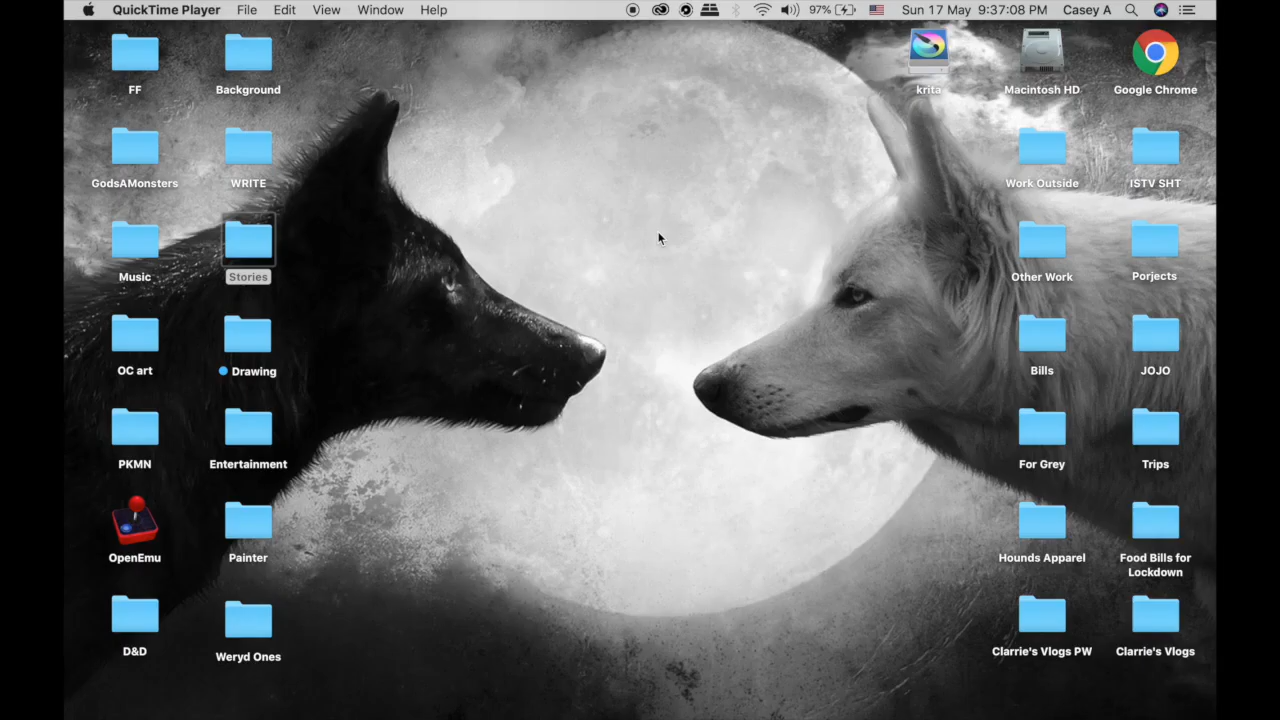 QuickTime Player File Edit View Window Help 97% Sun 17 May 9:37:08 PM Casey A
FF
Background
krita
Macintosh HD
Google Chrome
GodsAMonsters
WRITE
Work Outside
ISTV SHT
Music
Stories
Other Work
Porjects
OC art
Drawing
Bills
JOJO
PKMN
Entertainment
For Grey
Trips
OpenEmu
Painter
Hounds Apparel
Food Bills for
Lockdown
D&D
Weryd Ones
Clarrie's Vlogs PW
Clarrie's Vlogs